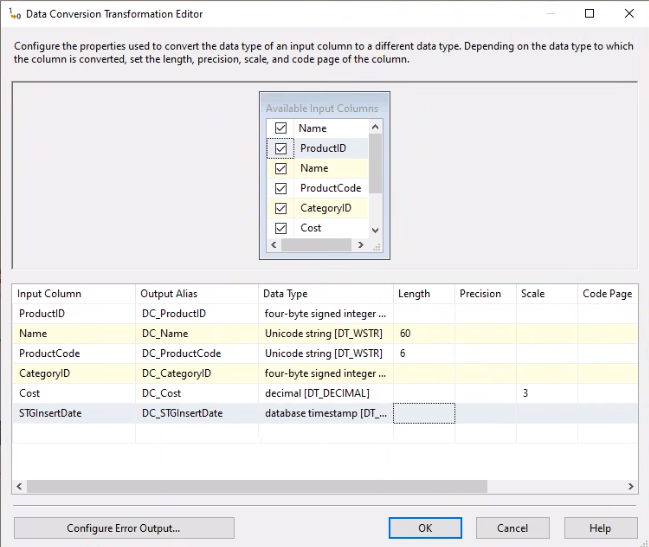 Data Conversion Transformation Editor
Configure the properties used to convert the data type of an input column to a different data type. Depending on the data type to which
the column is converted, set the length, precision, scale, and code page of the column.
Available Input Columns
Name
ProductID
Name
ProductCode
CategoryID
Cost
Input Column Output Alias Data Type Length Precision Scale Code Page
ProductID DC_ProductID four-byte signed integer ...
Name DC_Name Unicode string [DT_WSTR] 60
ProductCode DC_ProductCode Unicode string [DT_WSTR] 6
CategoryID DC_CategoryID four-byte signed integer ...
Cost DC_Cost decimal [DT_DECIMAL] 3
STGInsertDate DC_STGInsertDate database timestamp [DT_...
Configure Error Output... OK Cancel Help